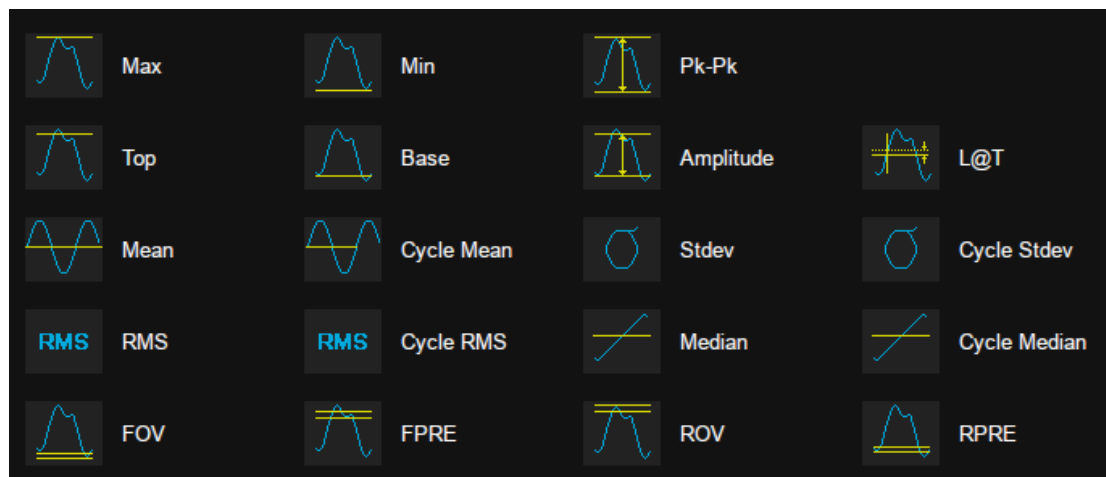 Max Min Pk-Pk
Top Base Amplitude L@T
Mean Cycle Mean σ Stdev σ Cycle Stdev
RMS RMS RMS Cycle RMS Median Cycle Median
FOV FPRE ROV RPRE